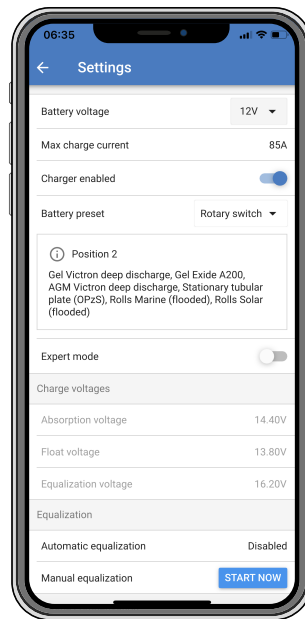 06:35
Settings
Battery voltage 12V
Max charge current 85A
Charger enabled
Battery preset Rotary switch
Position 2
Gel Victron deep discharge, Gel Exide A200,
AGM Victron deep discharge, Stationary tubular
plate (OPzS), Rolls Marine (flooded), Rolls Solar
(flooded)
Expert mode
Charge voltages
Absorption voltage 14.40V
Float voltage 13.80V
Equalization voltage 16.20V
Equalization
Automatic equalization Disabled
Manual equalization START NOW